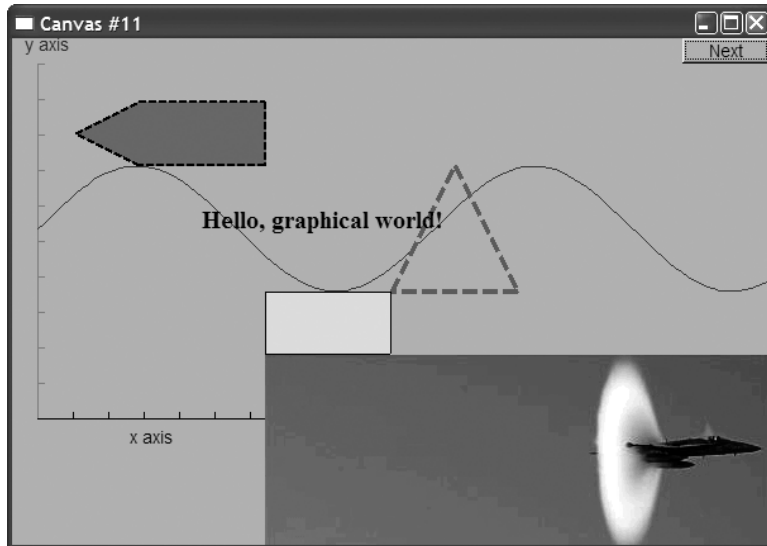 Canvas #11
y axis
Next
Hello, graphical world!
x axis